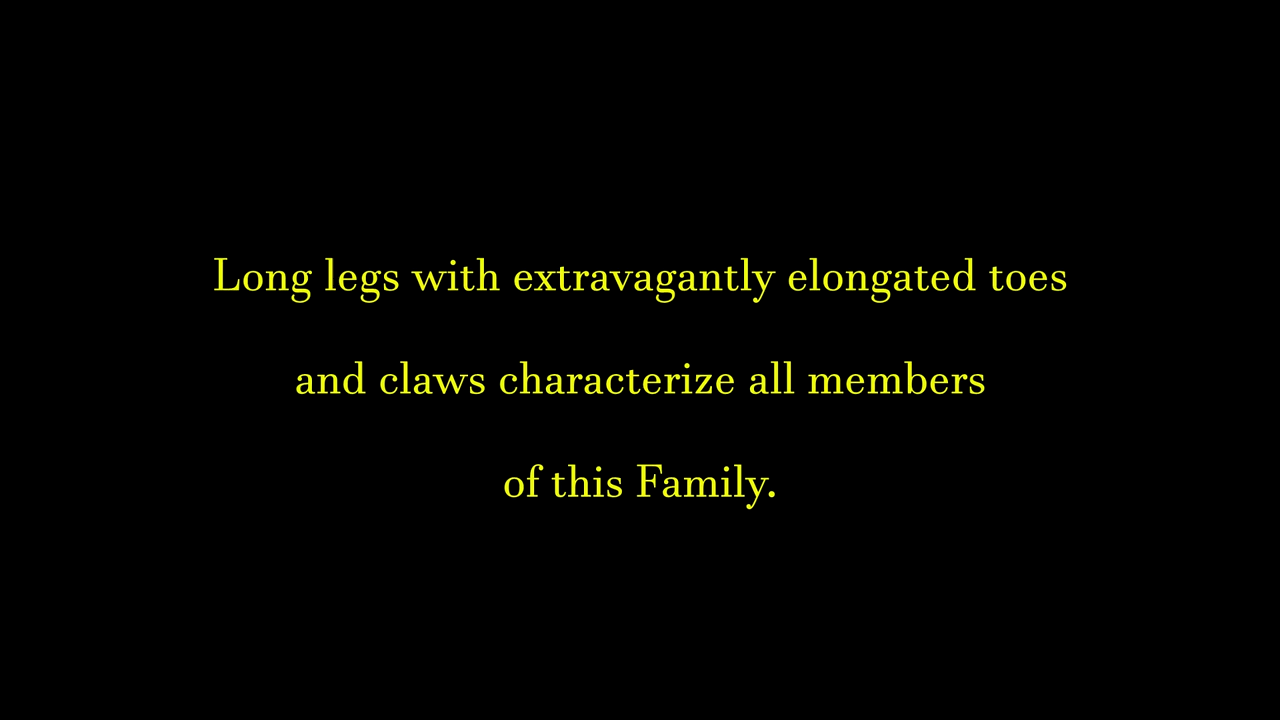 Long legs with extravagantly elongated toes
and claws characterize all members
of this Family.